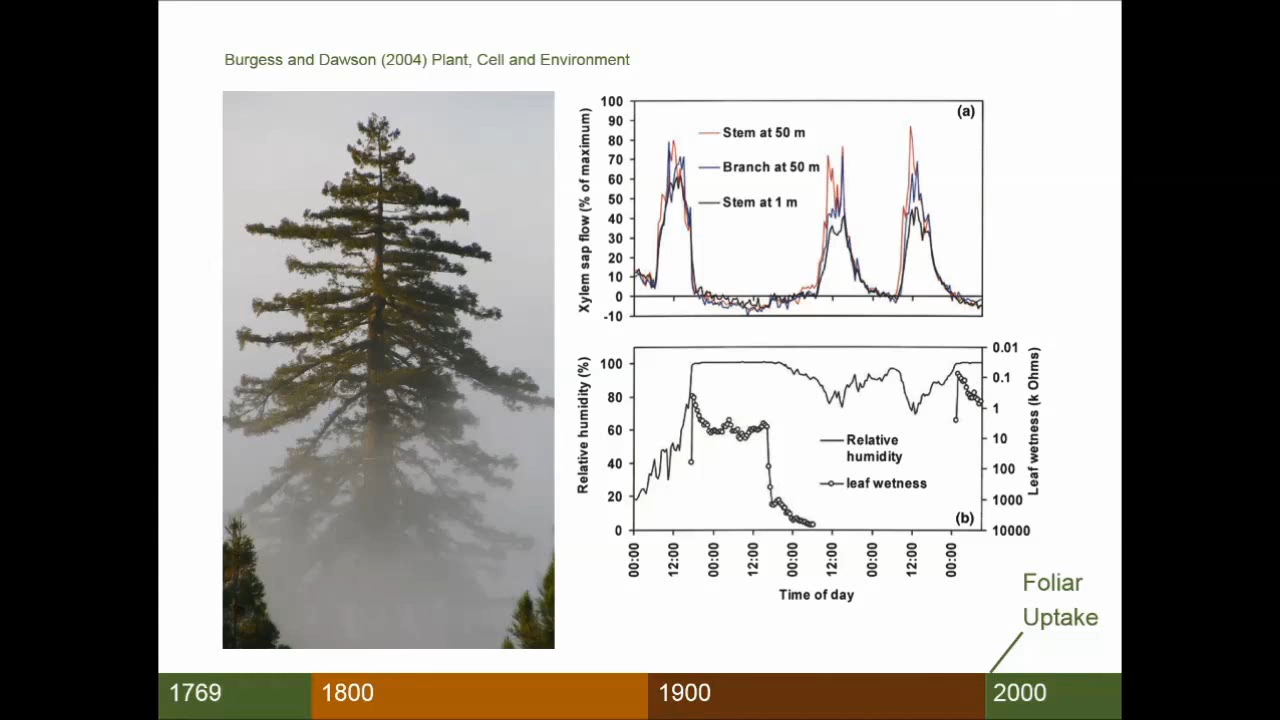 Burgess and Dawson (2004) Plant, Cell and Environment
Xylem sap flow (% of maximum)
100
90
80
70
60
50
40
30
20
10
0
-10
(a)
Stem at 50 m
Branch at 50 m
Stem at 1 m
Relative humidity (%)
100
80
60
40
20
0
Relative
humidity
leaf wetness
(b)
0.01
0.1
1
10
100
1000
10000
Leaf wetness (k Ohms)
00:00
12:00
00:00
12:00
00:00
12:00
00:00
12:00
00:00
Time of day
Foliar
Uptake
1769
1800
1900
2000